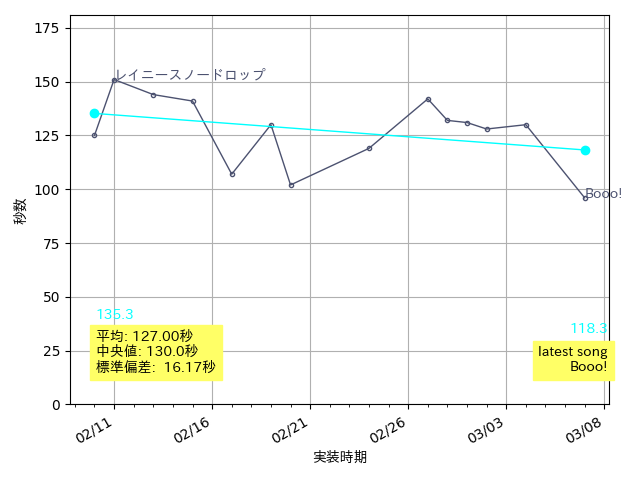 175
150
125
100
75
50
25
0
秒数
レイニースノードロップ
Booo!
135.3
118.3
平均: 127.00秒
中央値: 130.0秒
標準偏差: 16.17秒
latest song
Booo!
02/11
02/16
02/21
02/26
03/03
03/08
実装時期